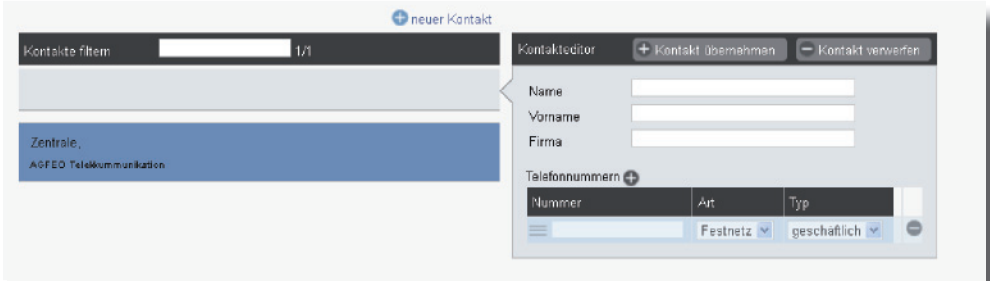 neuer Kontakt
Kontakte filtern 1/1
Zentrale,
AGFEO Telekkummunikation
Kontakteditor Kontakt übernehmen Kontakt verwerfen
Name
Vorname
Firma
Telefonnummern
Nummer Art Typ
Festnetz geschäftlich